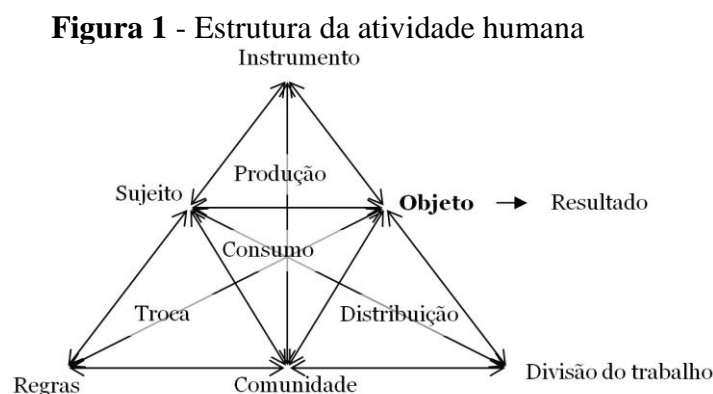 Figura 1 - Estrutura da atividade humana
Instrumento
Produção
Sujeito
Objeto
Resultado
Consumo
Troca
Distribuição
Regras
Comunidade
Divisão do trabalho